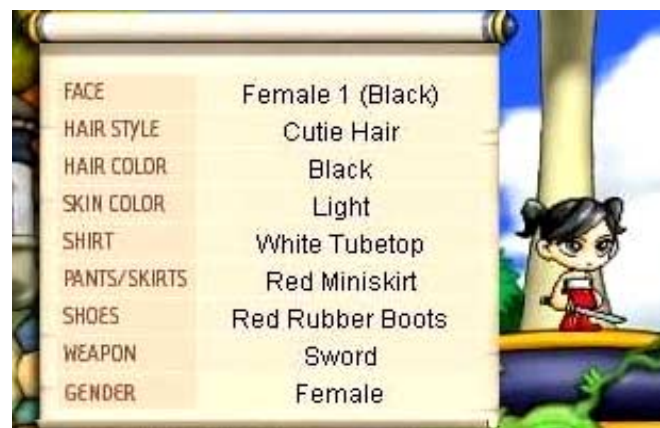 FACE Female 1 (Black)
HAIR STYLE Cutie Hair
HAIR COLOR Black
SKIN COLOR Light
SHIRT White Tubetop
PANTS/SKIRTS Red Miniskirt
SHOES Red Rubber Boots
WEAPON Sword
GENDER Female